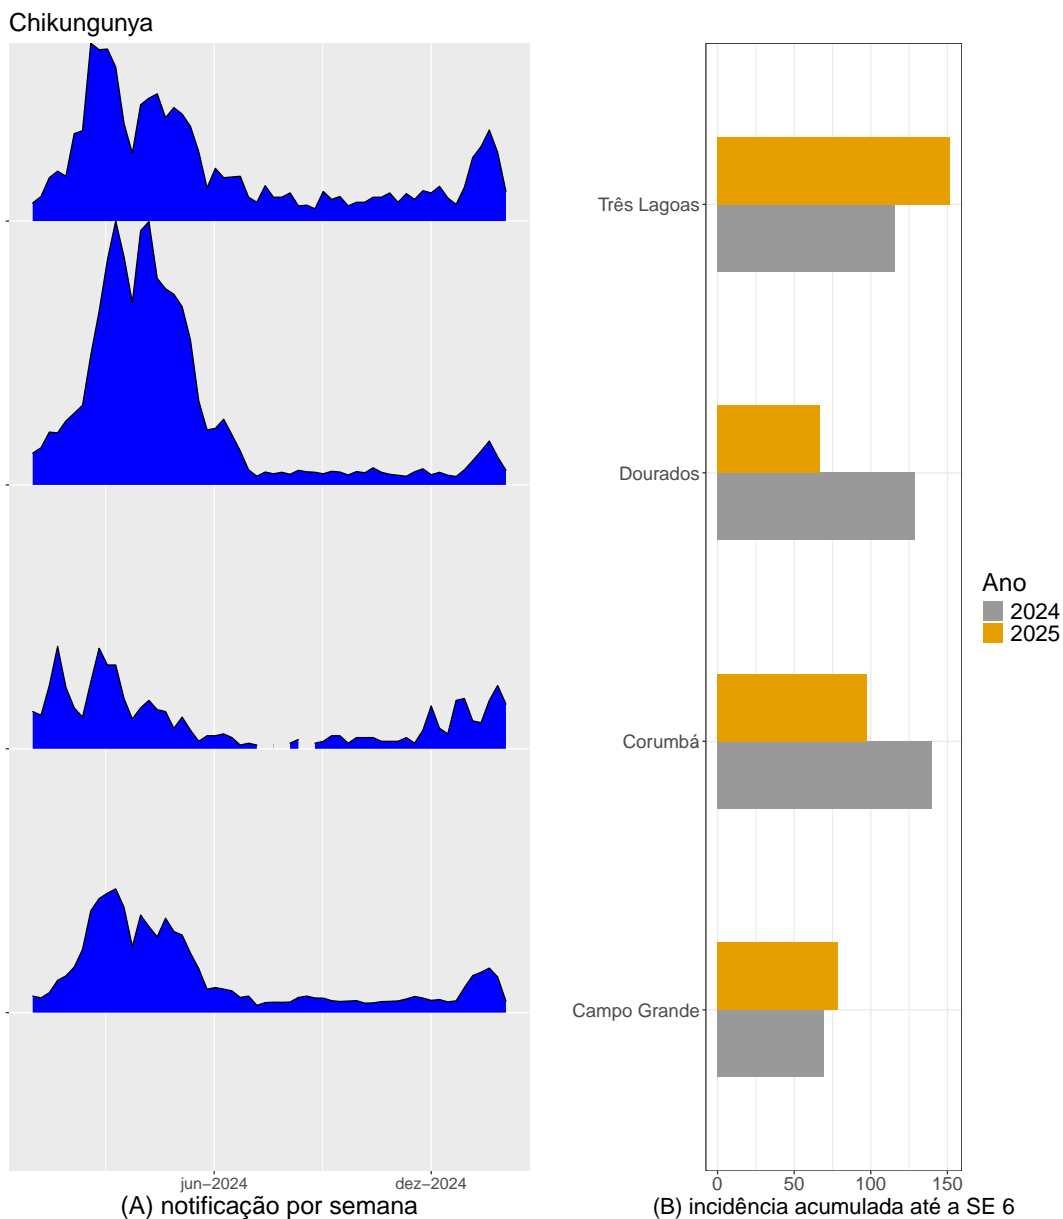 Chikungunya
jun–2024
dez–2024
(A) notificação por semana
Três Lagoas
Dourados
Corumbá
Campo Grande
0
50
100
150
(B) incidência acumulada até a SE 6
Ano
2024
2025